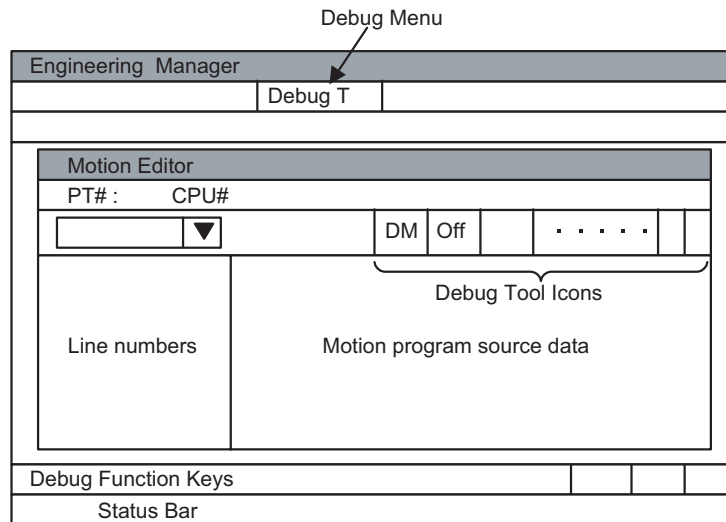 Debug Menu
Engineering Manager
Debug T
Motion Editor
PT# : CPU#
DM Off . . . . .
Debug Tool Icons
Line numbers Motion program source data
Debug Function Keys
Status Bar